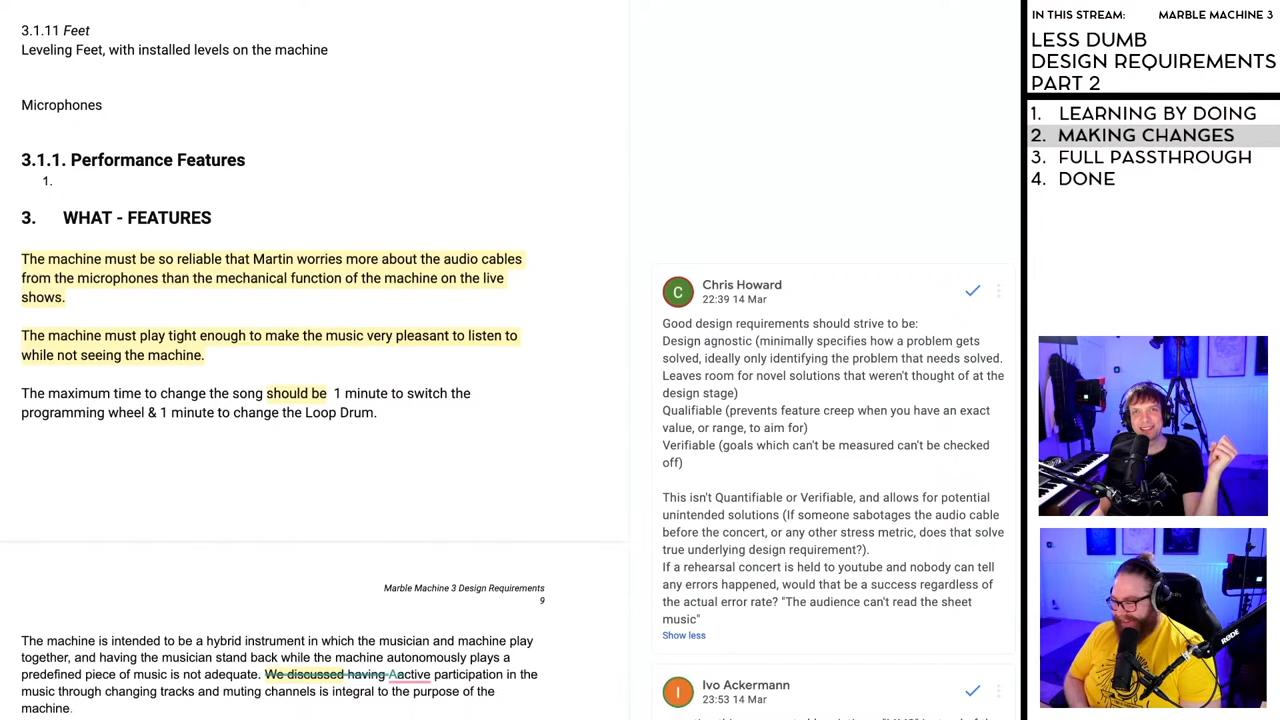 3.1.11 Feet
Leveling Feet, with installed levels on the machine
Microphones
3.1.1. Performance Features
1.
3. WHAT - FEATURES
The machine must be so reliable that Martin worries more about the audio cables
from the microphones than the mechanical function of the machine on the live
shows.
The machine must play tight enough to make the music very pleasant to listen to
while not seeing the machine.
The maximum time to change the song should be 1 minute to switch the
programming wheel & 1 minute to change the Loop Drum.
Marble Machine 3 Design Requirements
9
The machine is intended to be a hybrid instrument in which the musician and machine play
together, and having the musician stand back while the machine autonomously plays a
predefined piece of music is not adequate. We discussed having Aactive participation in the
music through changing tracks and muting channels is integral to the purpose of the
machine.
C
Chris Howard
22:39 14 Mar
Good design requirements should strive to be:
Design agnostic (minimally specifies how a problem gets
solved, ideally only identifying the problem that needs solved.
Leaves room for novel solutions that weren't thought of at the
design stage)
Qualifiable (prevents feature creep when you have an exact
value, or range, to aim for)
Verifiable (goals which can't be measured can't be checked
off)
This isn't Quantifiable or Verifiable, and allows for potential
unintended solutions (If someone sabotages the audio cable
before the concert, or any other stress metric, does that solve
true underlying design requirement?).
If a rehearsal concert is held to youtube and nobody can tell
any errors happened, would that be a success regardless of
the actual error rate? "The audience can't read the sheet
music"
Show less
I
Ivo Ackermann
23:53 14 Mar
IN THIS STREAM: MARBLE MACHINE 3
LESS DUMB
DESIGN REQUIREMENTS
PART 2
1. LEARNING BY DOING
2. MAKING CHANGES
3. FULL PASSTHROUGH
4. DONE
RØDE